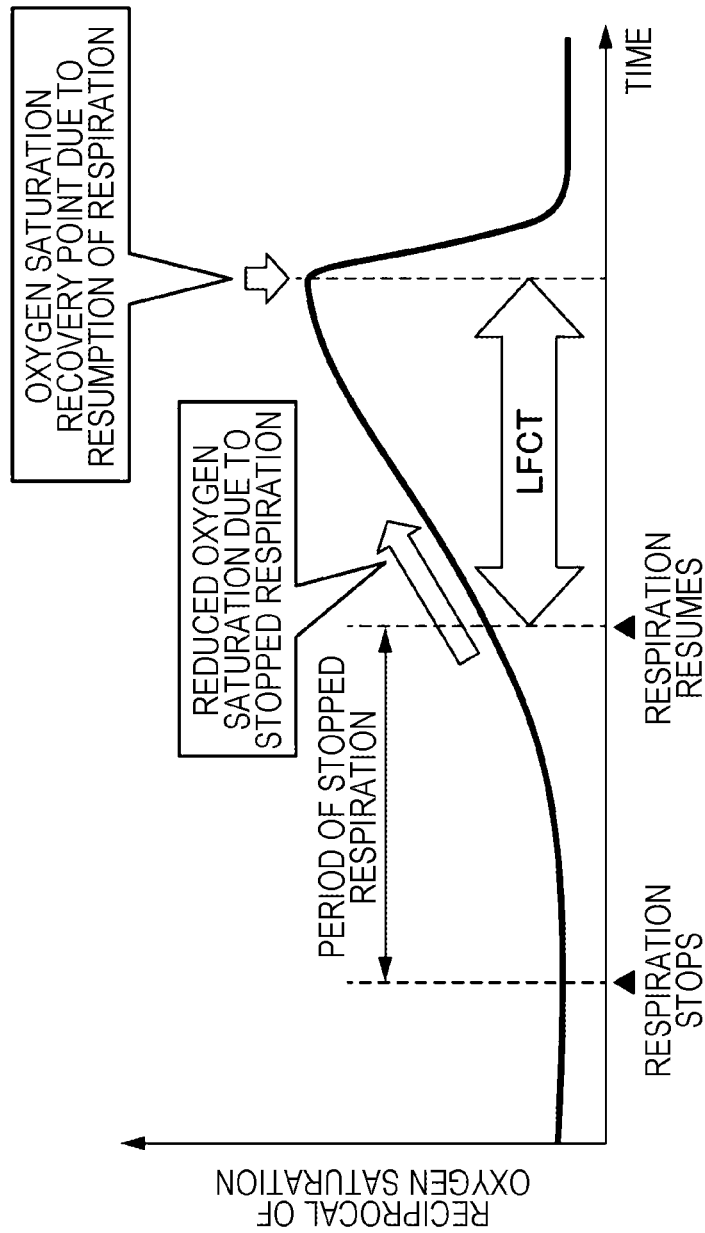 OXYGEN SATURATION
RECOVERY POINT DUE TO
RESUMPTION OF RESPIRATION
REDUCED OXYGEN
SATURATION DUE TO
STOPPED RESPIRATION
PERIOD OF STOPPED
RESPIRATION
LFCT
RECIPROCAL OF
OXYGEN SATURATION
RESPIRATION
STOPS
RESPIRATION
RESUMES
TIME